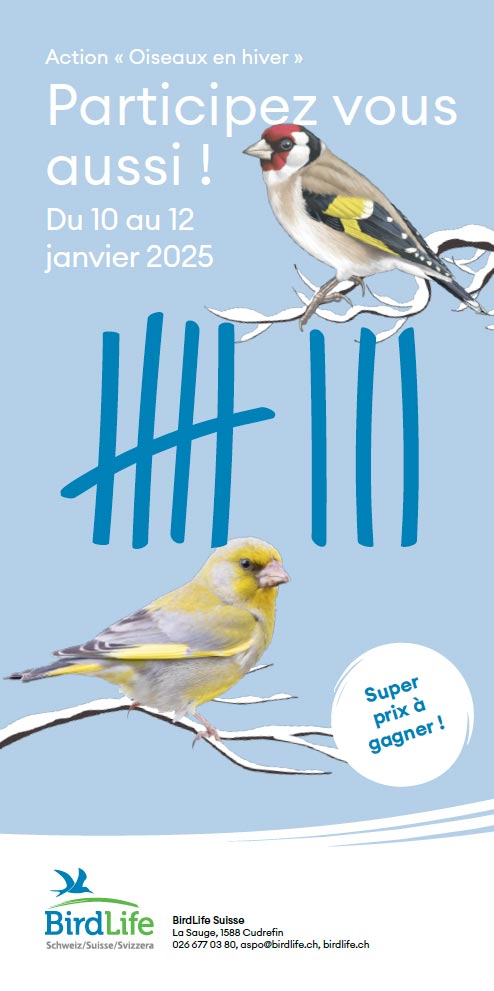 Action « Oiseaux en hiver »
Participez vous
aussi !
Du 10 au 12
janvier 2025
Super
prix à
gagner !
BirdLife
Schweiz/Suisse/Svizzera
BirdLife Suisse
La Sauge, 1588 Cudrefin
026 677 03 80, aspo@birdlife.ch, birdlife.ch